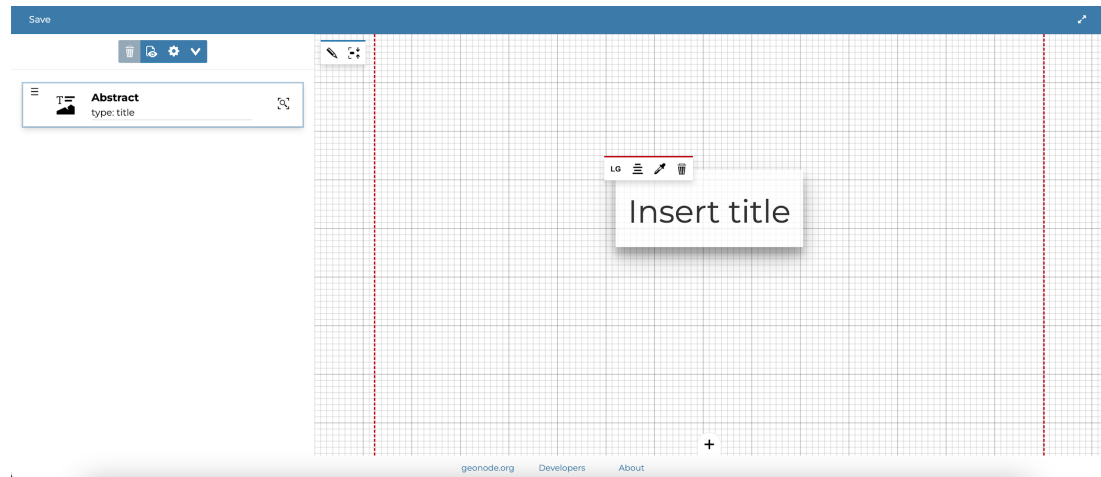 Save
Abstract
type: title
LG
Insert title
geonode.org Developers About